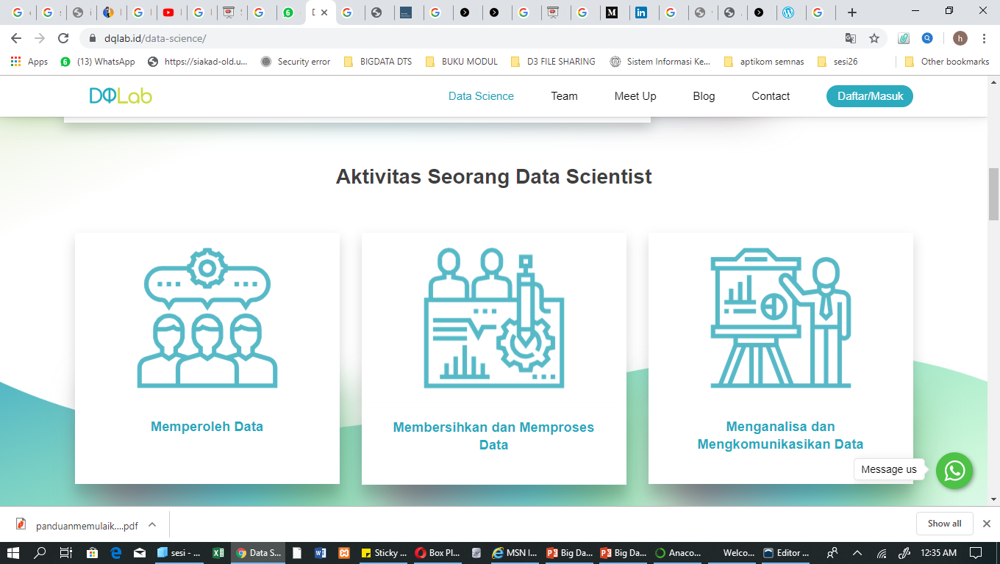 dqlab.id/data-science/
h
Apps
6 (13) WhatsApp
https://siakad-old.u...
Security error
BIGDATA DTS
BUKU MODUL
D3 FILE SHARING
Sistem Informasi Ke...
aptikom semnas
sesi26
Other bookmarks
DQLab
Data Science
Team
Meet Up
Blog
Contact
Daftar/Masuk
Aktivitas Seorang Data Scientist
Memperoleh Data
Membersihkan dan Memproses
Data
Menganalisa dan
Mengkomunikasikan Data
Message us
panduanmemulaik....pdf
Show all
sesi - ...
Data S...
Sticky ...
Box Pl...
MSN I...
Big Da...
Big Da...
Anaco...
Welco...
Editor ...
12:35 AM